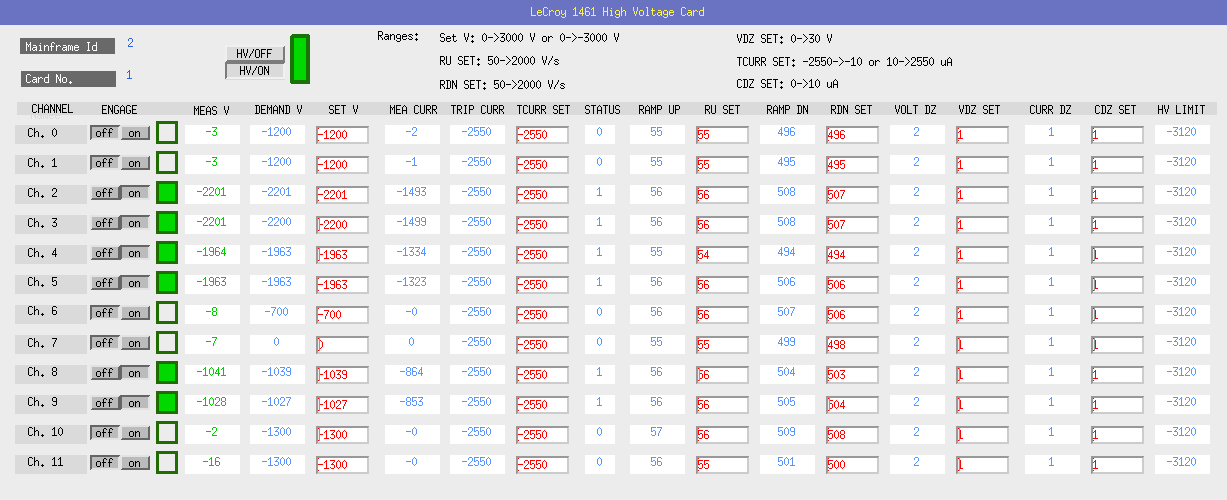 LeCroy 1461 High Voltage Card
Mainframe Id 2
Card No. 1
HV/OFF
HV/ON
Ranges: Set V: 0->3000 V or 0->-3000 V
RU SET: 50->2000 V/s
RDN SET: 50->2000 V/s
VDZ SET: 0->30 V
TCURR SET: -2550->-10 or 10->2550 uA
CDZ SET: 0->10 uA
CHANNEL ENGAGE MEAS V DEMAND V SET V MEA CURR TRIP CURR TCURR SET STATUS RAMP UP RU SET RAMP DN RDN SET VOLT DZ VDZ SET CURR DZ CDZ SET HV LIMIT
Ch. 0 off on -3 -1200 -1200 -2 -2550 -2550 0 55 55 496 496 2 1 1 1 -3120
Ch. 1 off on -3 -1200 -1200 -1 -2550 -2550 0 55 55 495 495 2 1 1 1 -3120
Ch. 2 off on -2201 -2201 -2201 -1493 -2550 -2550 1 56 56 508 507 2 1 1 1 -3120
Ch. 3 off on -2201 -2200 -2200 -1499 -2550 -2550 1 56 56 508 507 2 1 1 1 -3120
Ch. 4 off on -1964 -1963 -1963 -1334 -2550 -2550 1 55 54 494 494 2 1 1 1 -3120
Ch. 5 off on -1963 -1963 -1963 -1323 -2550 -2550 1 56 56 506 506 2 1 1 1 -3120
Ch. 6 off on -8 -700 -700 -0 -2550 -2550 0 56 56 507 506 2 1 1 1 -3120
Ch. 7 off on -7 0 0 0 -2550 -2550 0 55 55 499 498 2 1 1 1 -3120
Ch. 8 off on -1041 -1039 -1039 -864 -2550 -2550 1 56 56 504 503 2 1 1 1 -3120
Ch. 9 off on -1028 -1027 -1027 -853 -2550 -2550 1 56 56 505 504 2 1 1 1 -3120
Ch. 10 off on -2 -1300 -1300 -0 -2550 -2550 0 57 56 509 508 2 1 1 1 -3120
Ch. 11 off on -16 -1300 -1300 -0 -2550 -2550 0 56 55 501 500 2 1 1 1 -3120